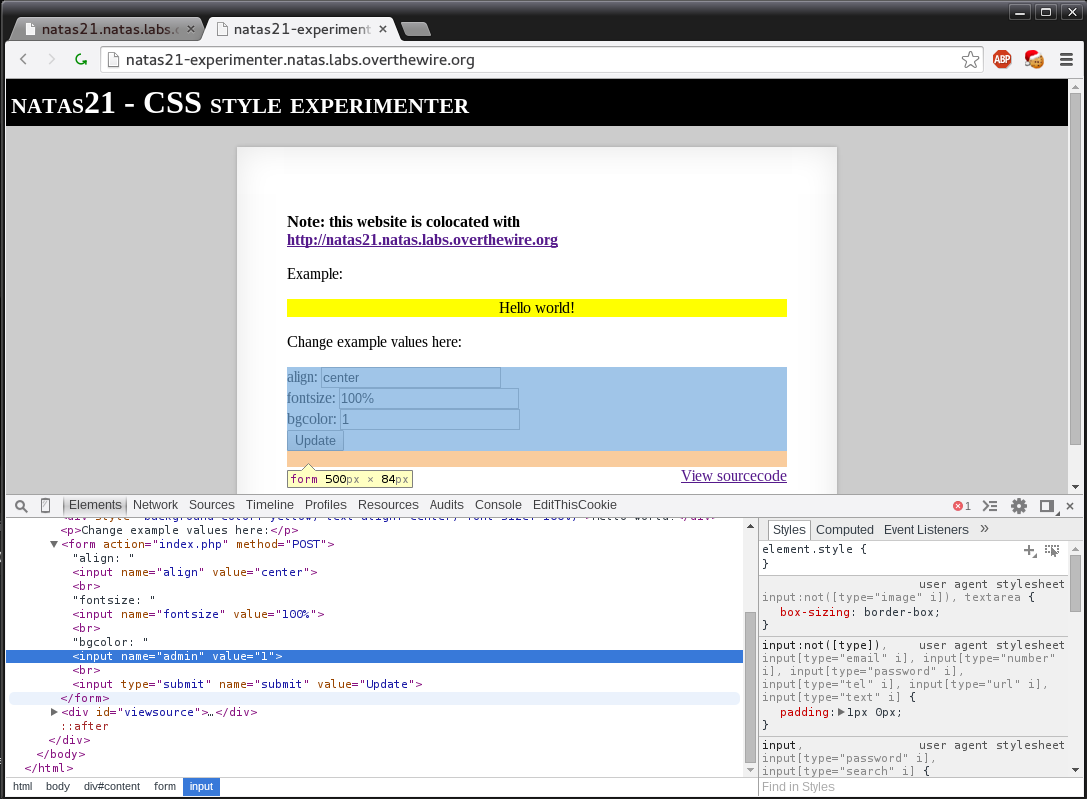 natas21.natas.labs.
natas21-experiment
natas21-experimenter.natas.labs.overthewire.org
ABP
natas21 - CSS style experimenter
Note: this website is colocated with
http://natas21.natas.labs.overthewire.org
Example:
Hello world!
Change example values here:
align: center
fontsize: 100%
bgcolor: 1
Update
form 500px × 84px
View sourcecode
Elements Network Sources Timeline Profiles Resources Audits Console EditThisCookie 1
<p>Change example values here:</p>
<form action="index.php" method="POST">
"align: "
<input name="align" value="center">
<br>
"fontsize: "
<input name="fontsize" value="100%">
<br>
"bgcolor: "
<input name="admin" value="1">
<br>
<input type="submit" name="submit" value="Update">
</form>
<div id="viewsource">…</div>
::after
</div>
</body>
</html>
html body div#content form input
Styles Computed Event Listeners »
element.style {
}
user agent stylesheet
input:not([type="image" i]), textarea {
box-sizing: border-box;
}
input:not([type]), user agent stylesheet
input[type="email" i], input[type="number"
i], input[type="password" i],
input[type="tel" i], input[type="url" i],
input[type="text" i] {
padding: 1px 0px;
}
input, user agent stylesheet
input[type="password" i],
input[type="search" i] {
Find in Styles